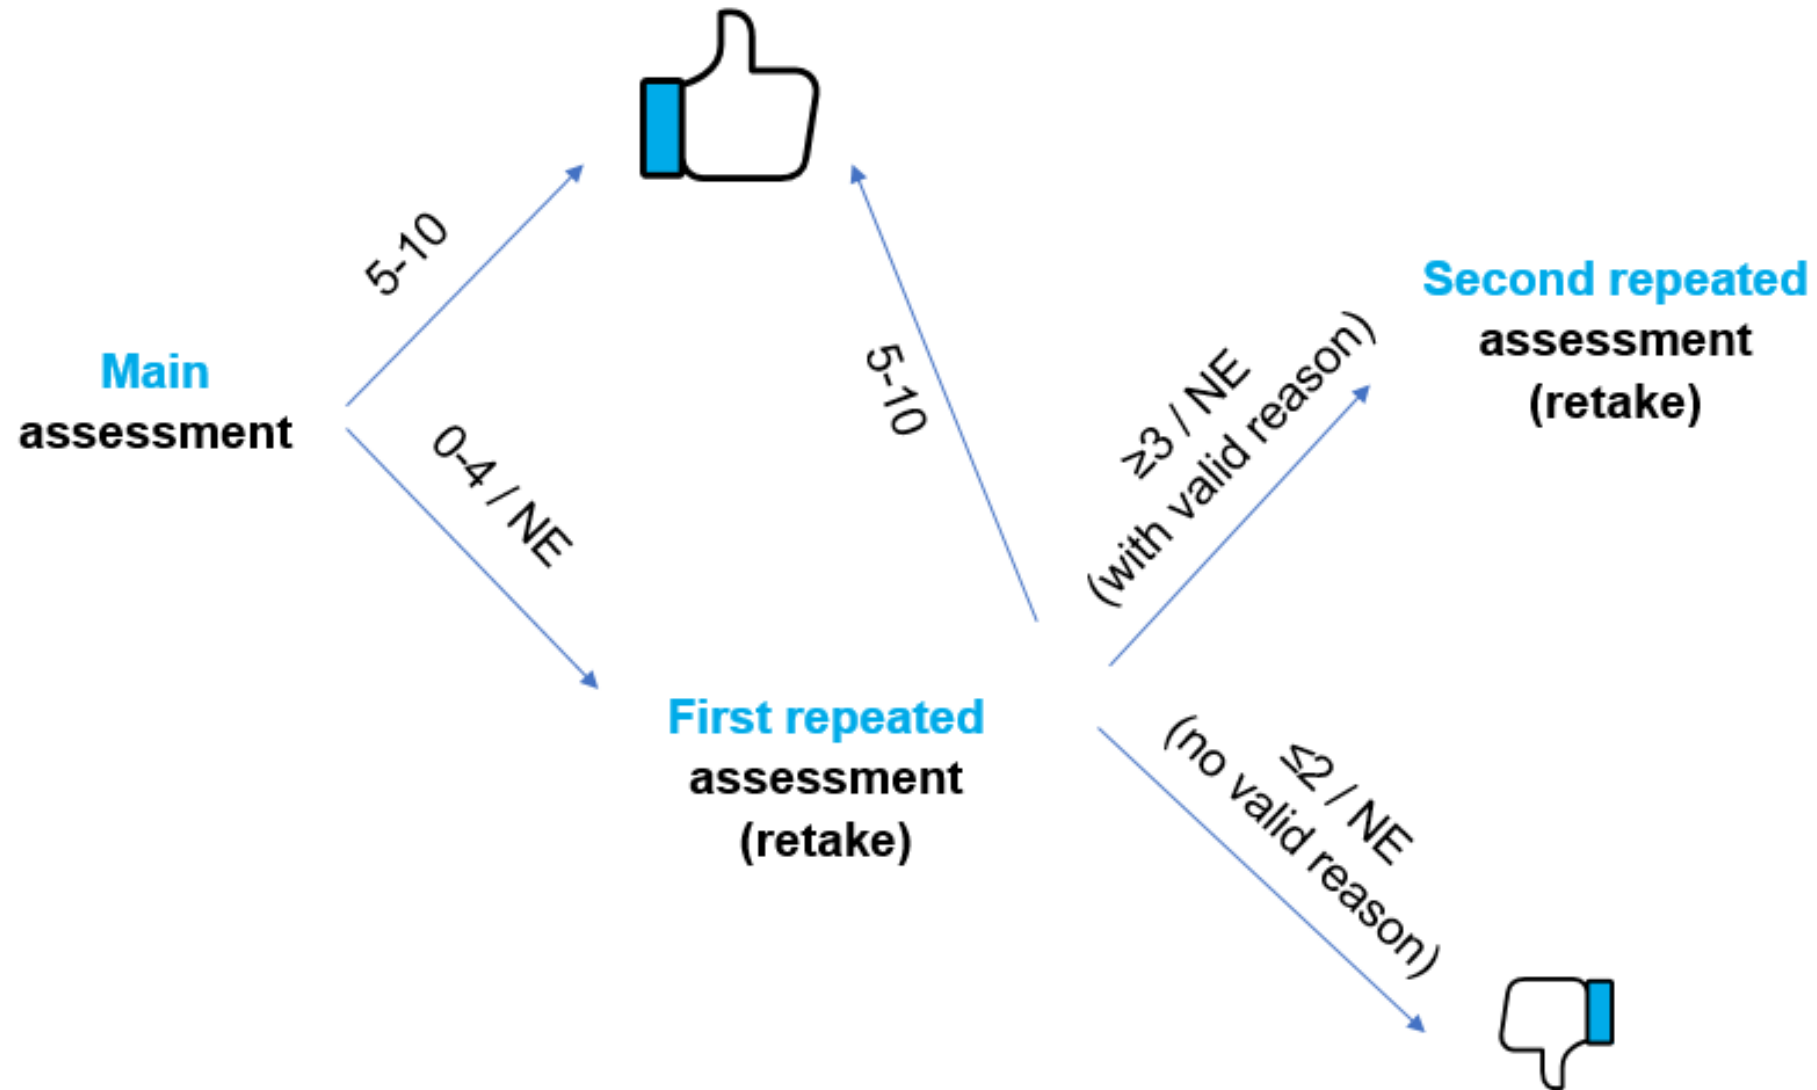 5-10
Main
assessment
0-4 / NE
5-10
≥3 / NE
(with valid reason)
Second repeated
assessment
(retake)
First repeated
assessment
(retake)
≤2 / NE
(no valid reason)